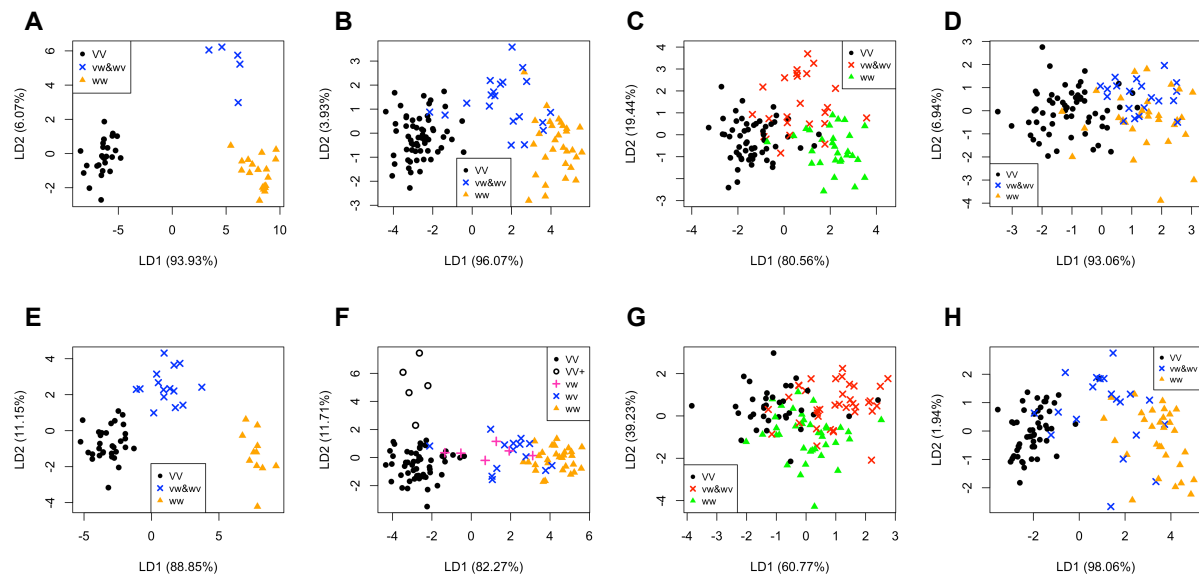 A
B
C
D
LD2 (6.07%)
6
4
2
0
-2
VV
vw&wv
ww
-5
0
5
10
LD1 (93.93%)
LD2 (3.93%)
3
2
1
0
-1
-2
-3
VV
vw&wv
ww
-4
-2
0
2
4
6
LD1 (96.07%)
LD2 (19.44%)
4
3
2
1
0
-1
-3
VV
vw&wv
ww
-2
0
2
4
LD1 (80.56%)
LD2 (6.94%)
3
2
1
0
-1
-2
-3
-4
VV
vw&wv
ww
-3
-2
-1
0
1
2
3
LD1 (93.06%)
E
F
G
H
LD2 (11.15%)
4
2
0
-2
-4
VV
vw&wv
ww
-5
0
5
LD1 (88.85%)
LD2 (11.71%)
6
4
2
0
-2
VV
VV+
vw
wv
ww
-4
-2
0
2
4
6
LD1 (82.27%)
LD2 (39.23%)
2
0
-2
-4
VV
vw&wv
ww
-4
-3
-2
-1
0
1
2
3
LD1 (60.77%)
LD2 (1.94%)
2
1
0
-1
-2
VV
vw&wv
ww
-2
0
2
4
LD1 (98.06%)